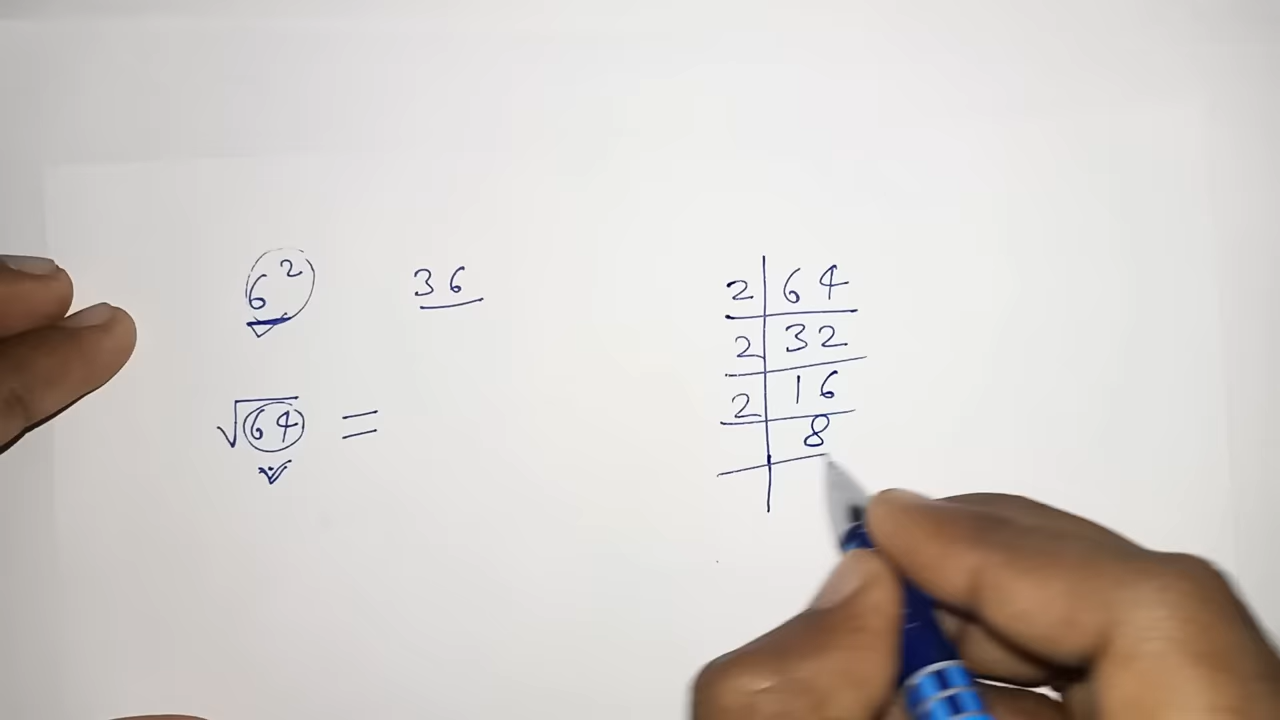 6² 36
√64 =
2 | 64
2 | 32
2 | 16
8